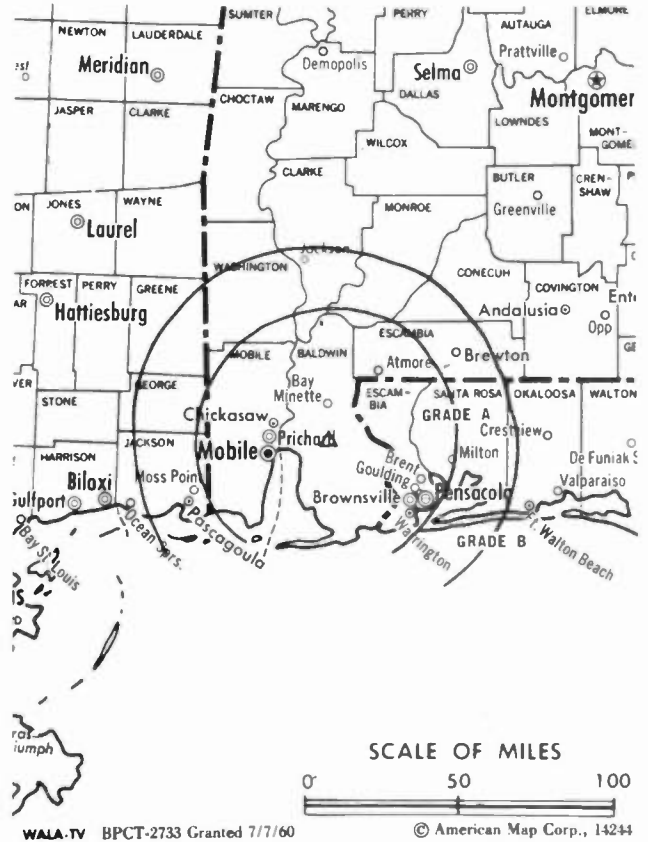 SUMTER
PERRY
ELMORE
NEWTON
LAUDERDALE
AUTAUGA
Prattville
Demopolis
Meridian
Selma
DALLAS
Montgomer
CHOCTAW
MARENGO
JASPER
CLARKE
LOWNDES
MONT-
GOME
WILCOX
CLARKE
BUTLER
CREN-
SHAW
JONES
WAYNE
MONROE
Greenville
Laurel
Jackson
WASHINGTON
CONECUH
COVINGTON
FORREST
PERRY
GREENE
Andalusia
Ent
Opp
Hattiesburg
ESCAMBIA
MOBILE
BALDWIN
Brewton
Atmore
GEORGE
Bay
Minette
ESCAM-
BIA
SANTA ROSA
OKALOOSA
WALTON
STONE
GRADE A
Chickasaw
Crestview
Prichard
JACKSON
Mobile
HARRISON
Milton
De Funiak S
Moss Point
Brent
Goulding
Valparaiso
Biloxi
Gulfport
Brownsville
Pensacola
Pascagoula
Ocean Sprs.
Warrington
GRADE B
Ft. Walton Beach
Bay St. Louis
IS
ras
iumph
SCALE OF MILES
0 50 100
WALA-TV BPCT-2733 Granted 7/7/60
© American Map Corp., 14244